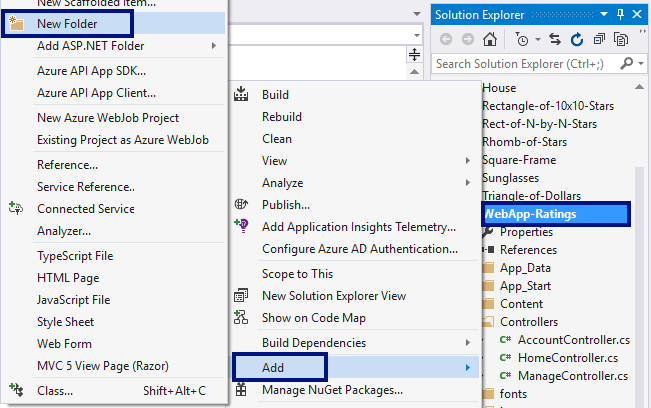 New Scaffolded Item...
New Folder
Add ASP.NET Folder
Azure API App SDK...
Azure API App Client...
New Azure WebJob Project
Existing Project as Azure WebJob
Reference...
Service Reference..
Connected Service
Analyzer...
TypeScript File
HTML Page
JavaScript File
Style Sheet
Web Form
MVC 5 View Page (Razor)
Class... Shift+Alt+C
Build
Rebuild
Clean
View
Analyze
Publish...
Add Application Insights Telemetry...
Configure Azure AD Authentication...
Scope to This
New Solution Explorer View
Show on Code Map
Build Dependencies
Add
Manage NuGet Packages...
Solution Explorer
Search Solution Explorer (Ctrl+;)
House
Rectangle-of-10x10-Stars
Rect-of-N-by-N-Stars
Rhomb-of-Stars
Square-Frame
Sunglasses
Triangle-of-Dollars
WebApp-Ratings
Properties
References
App_Data
App_Start
Content
Controllers
C# AccountController.cs
C# HomeController.cs
C# ManageController.cs
fonts